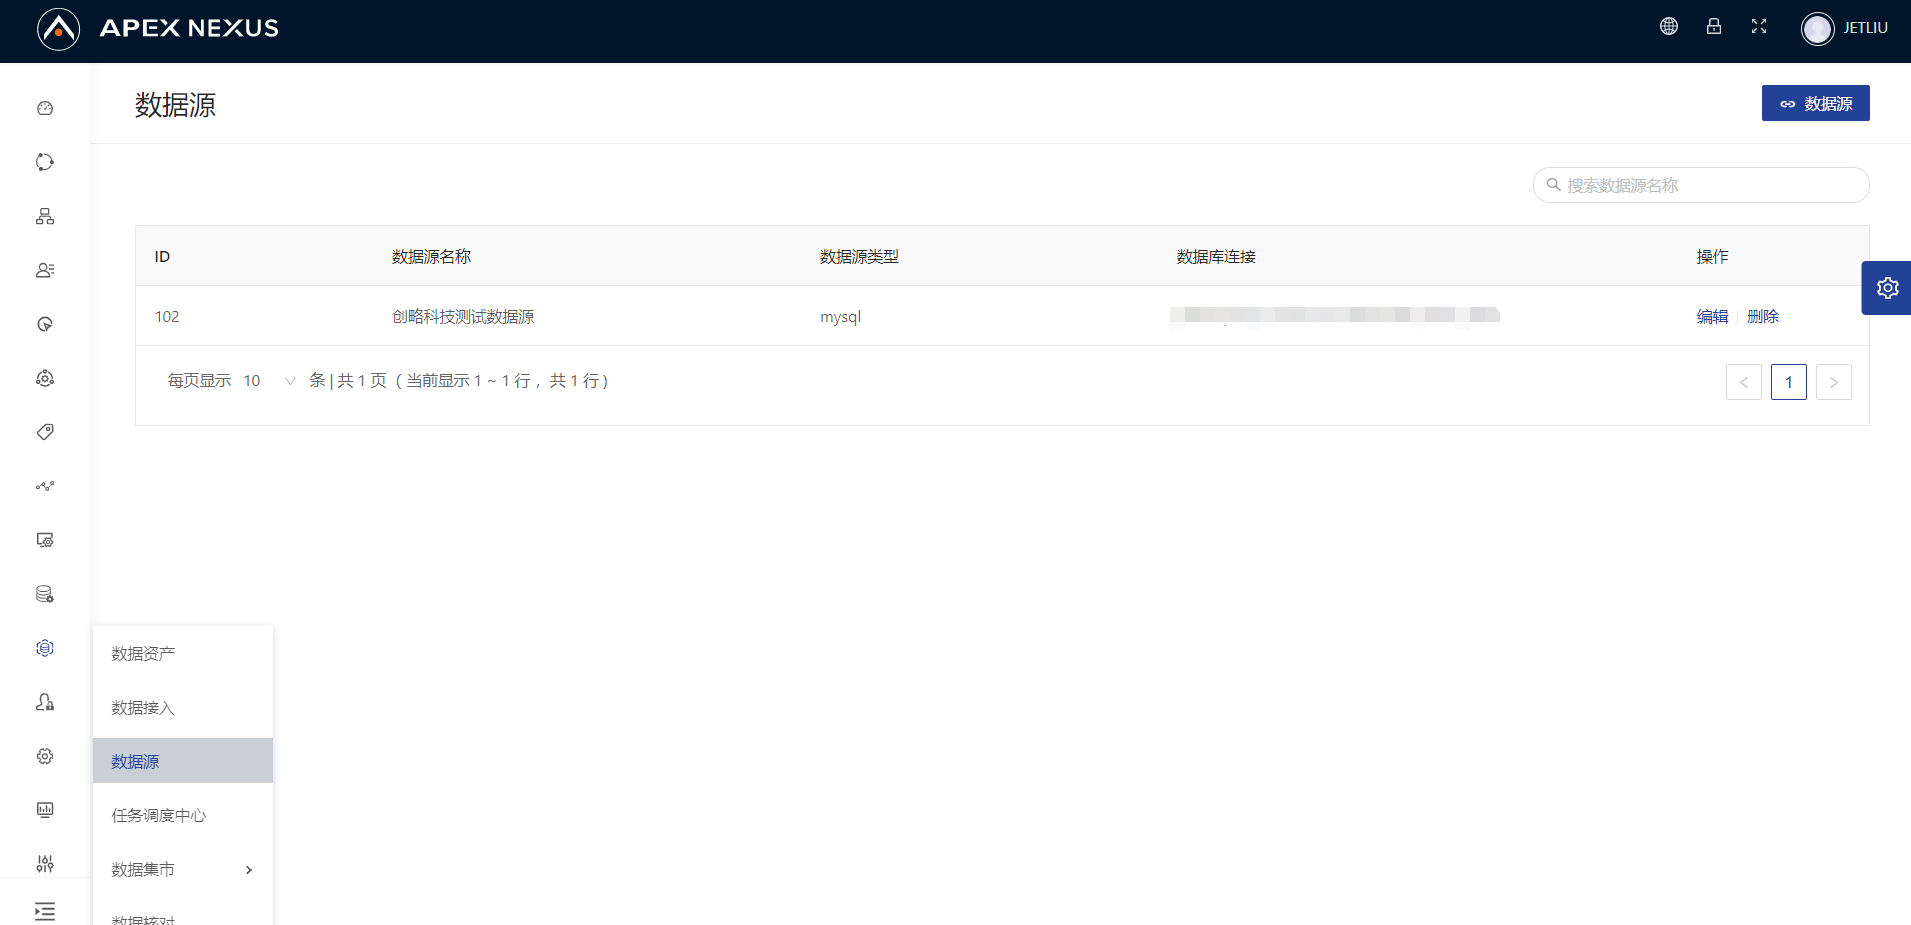 APEX NEXUS
JETLIU
数据源
数据源
搜索数据源名称
ID 数据源名称 数据源类型 数据库连接 操作
102 创略科技测试数据源 mysql 编辑 删除
每页显示 10 条 | 共 1 页（当前显示 1 ~ 1 行，共 1 行）
< 1 >
数据资产
数据接入
数据源
任务调度中心
数据集市
数据核对